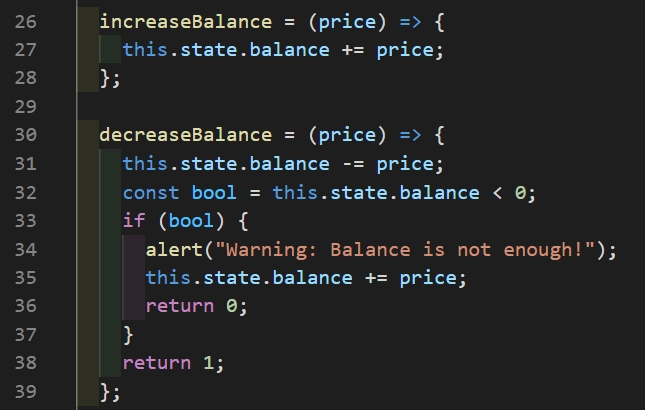 26 increaseBalance = (price) => {
27 this.state.balance += price;
28 };
29
30 decreaseBalance = (price) => {
31 this.state.balance -= price;
32 const bool = this.state.balance < 0;
33 if (bool) {
34 alert("Warning: Balance is not enough!");
35 this.state.balance += price;
36 return 0;
37 }
38 return 1;
39 };